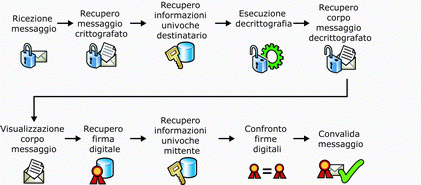 Ricezione
messaggio
Recupero
messaggio
crittografato
Recupero
informazioni
univoche
destinatario
Esecuzione
decrittografia
Recupero
corpo
messaggio
decrittografato
Visualizzazione
corpo
messaggio
Recupero
firma
digitale
Recupero
informazioni
univoche
mittente
Confronto
firme
digitali
=
Convalida
messaggio